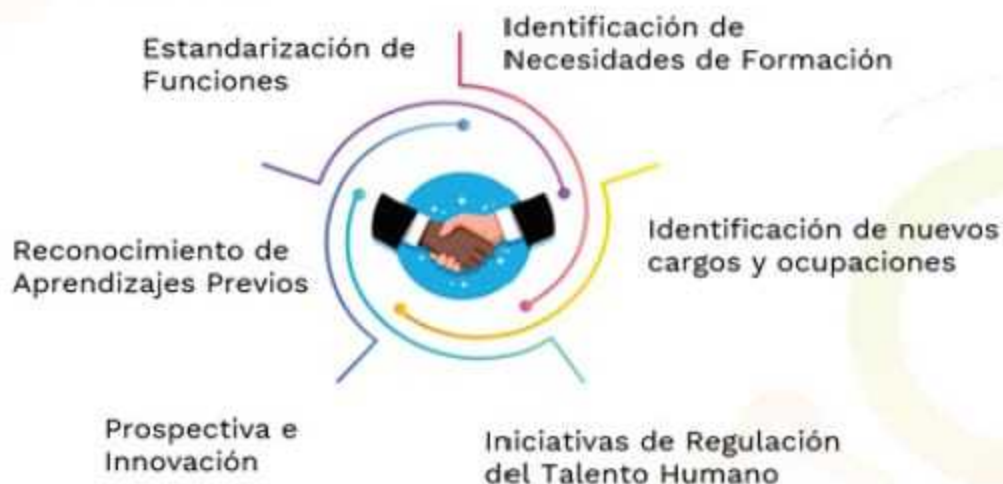 Estandarización de
Funciones
Identificación de
Necesidades de Formación
Reconocimiento de
Aprendizajes Previos
Identificación de nuevos
cargos y ocupaciones
Prospectiva e
Innovación
Iniciativas de Regulación
del Talento Humano